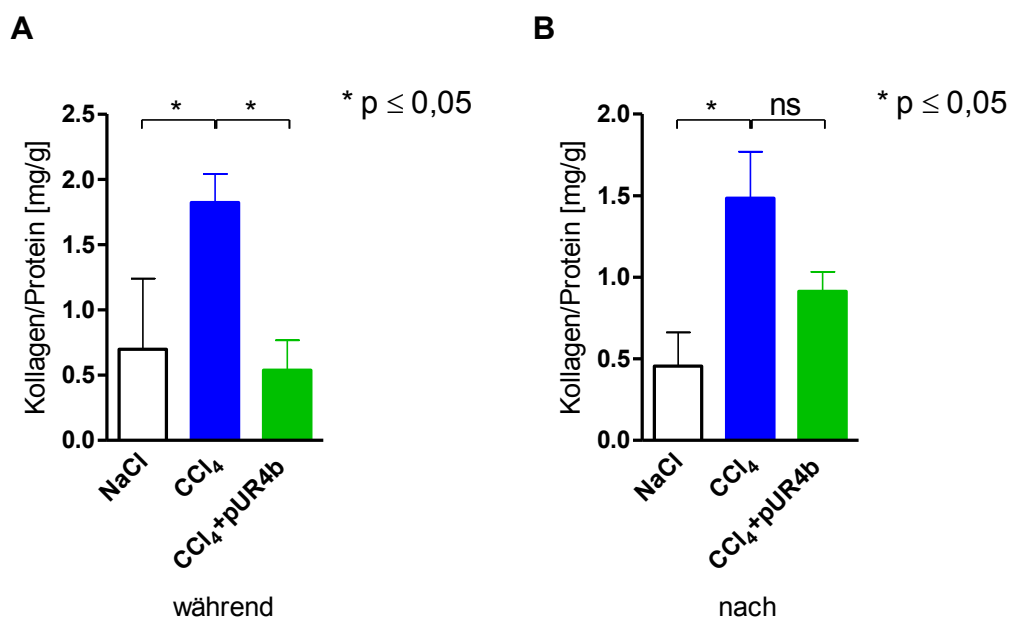 A
* p ≤ 0,05
* *
Kollagen/Protein [mg/g]
2.5
2.0
1.5
1.0
0.5
0.0
NaCl
CCl₄
CCl₄+pUR4b
während
B
* p ≤ 0,05
* ns
Kollagen/Protein [mg/g]
2.0
1.5
1.0
0.5
0.0
NaCl
CCl₄
CCl₄+pUR4b
nach